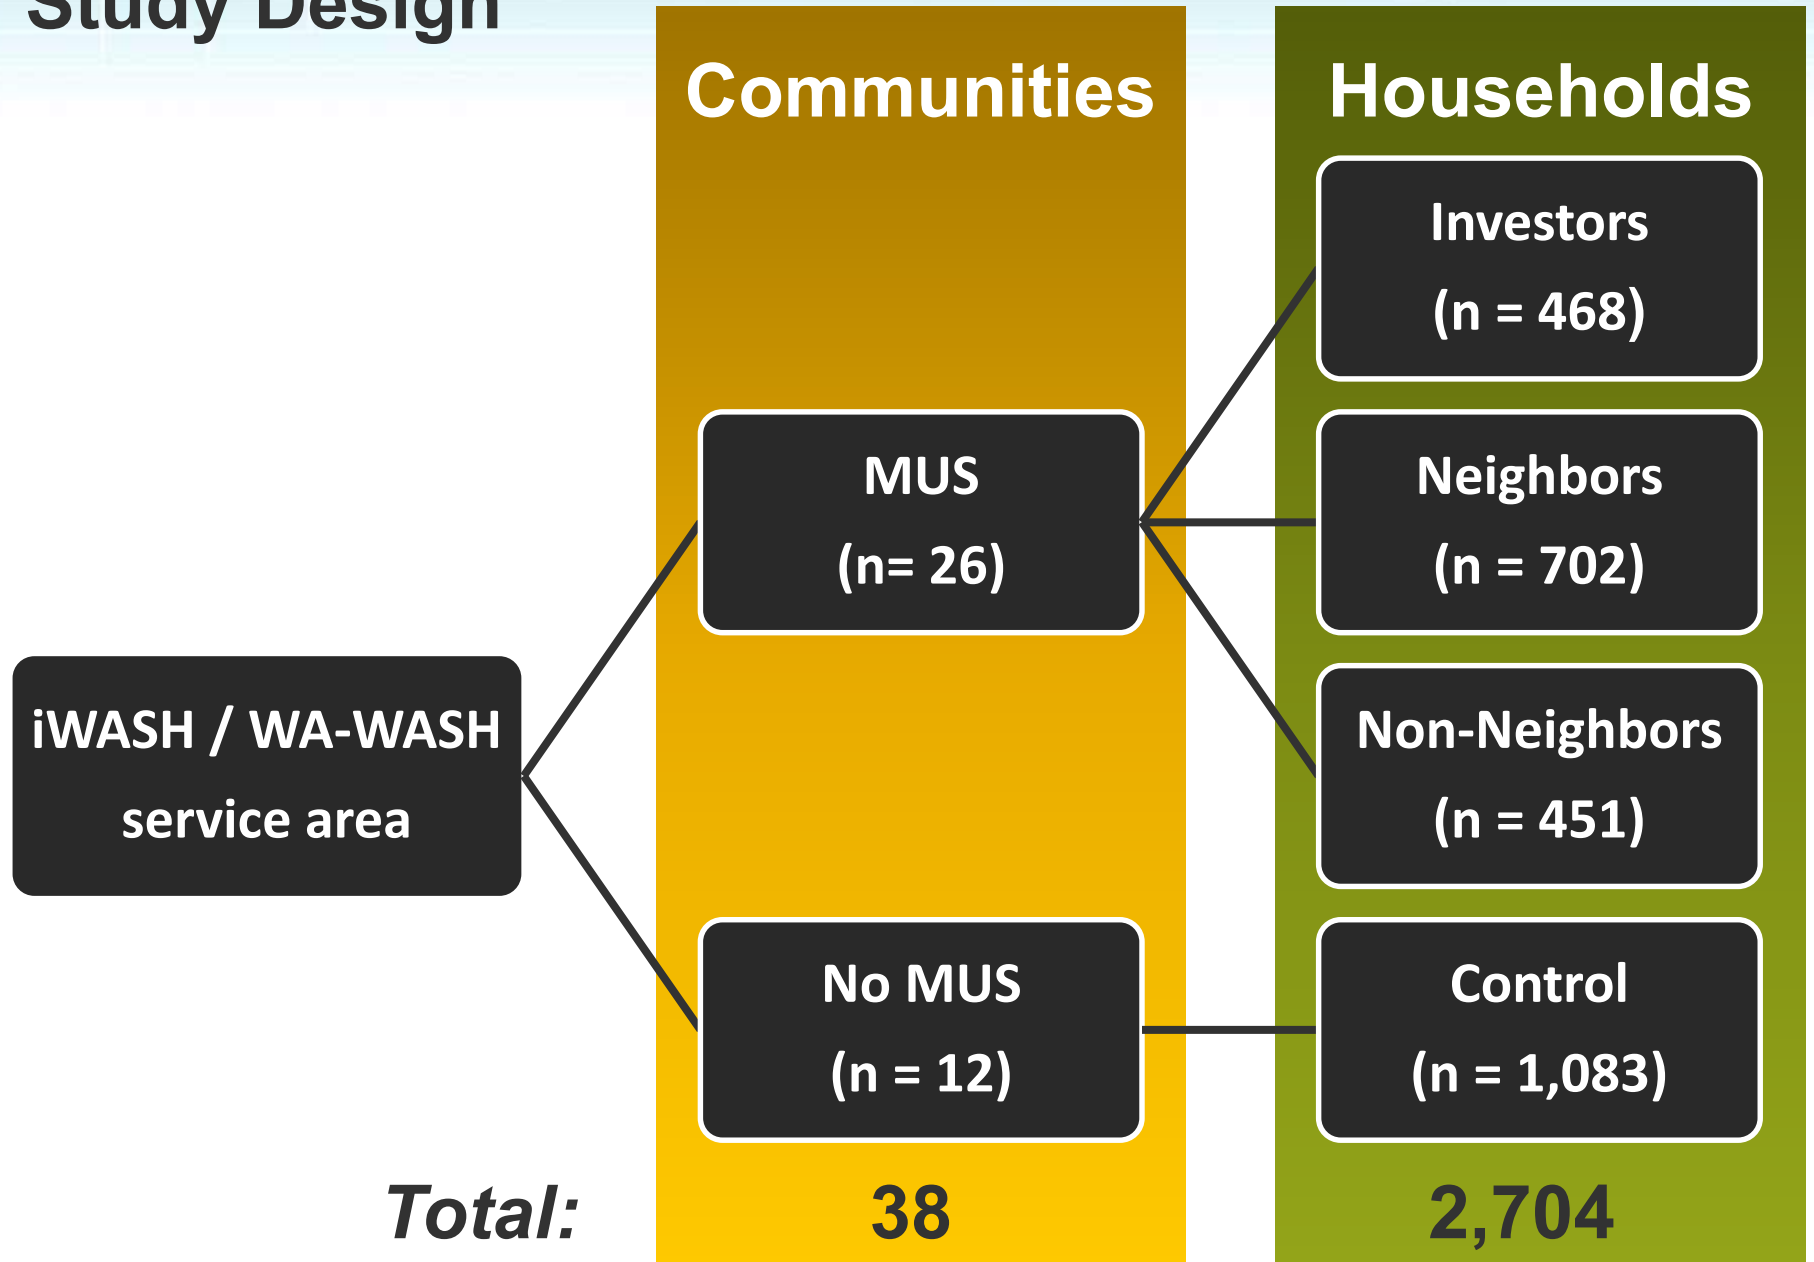 Study Design
Communities
Households
Investors
(n = 468)
MUS
(n= 26)
Neighbors
(n = 702)
iWASH / WA-WASH
service area
Non-Neighbors
(n = 451)
No MUS
(n = 12)
Control
(n = 1,083)
Total:
38
2,704